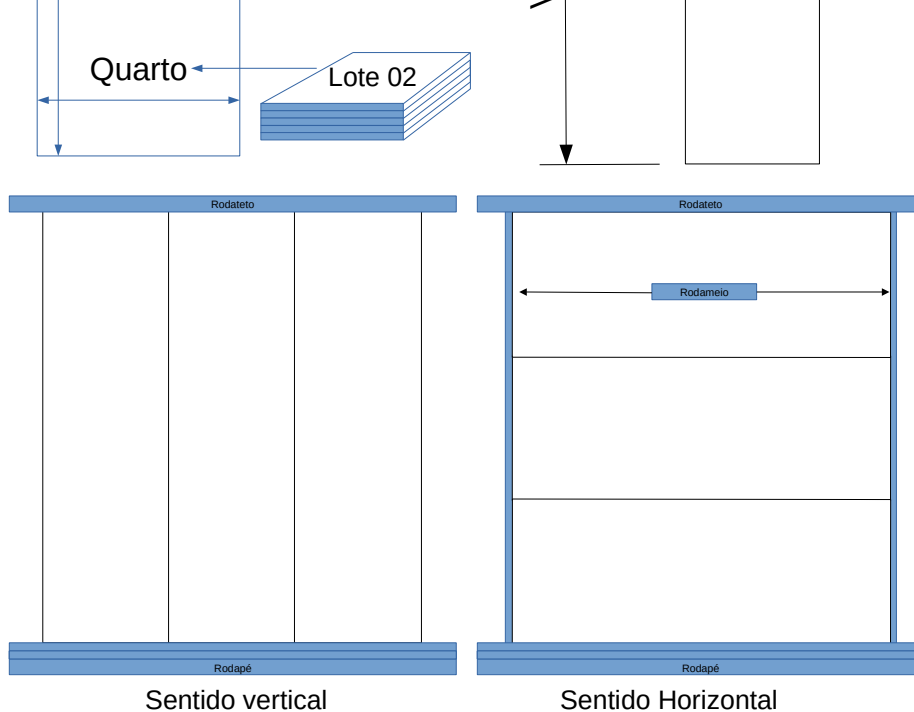 Quarto
Lote 02
Rodateto
Rodateto
Rodameio
Rodapé
Rodapé
Sentido vertical
Sentido Horizontal